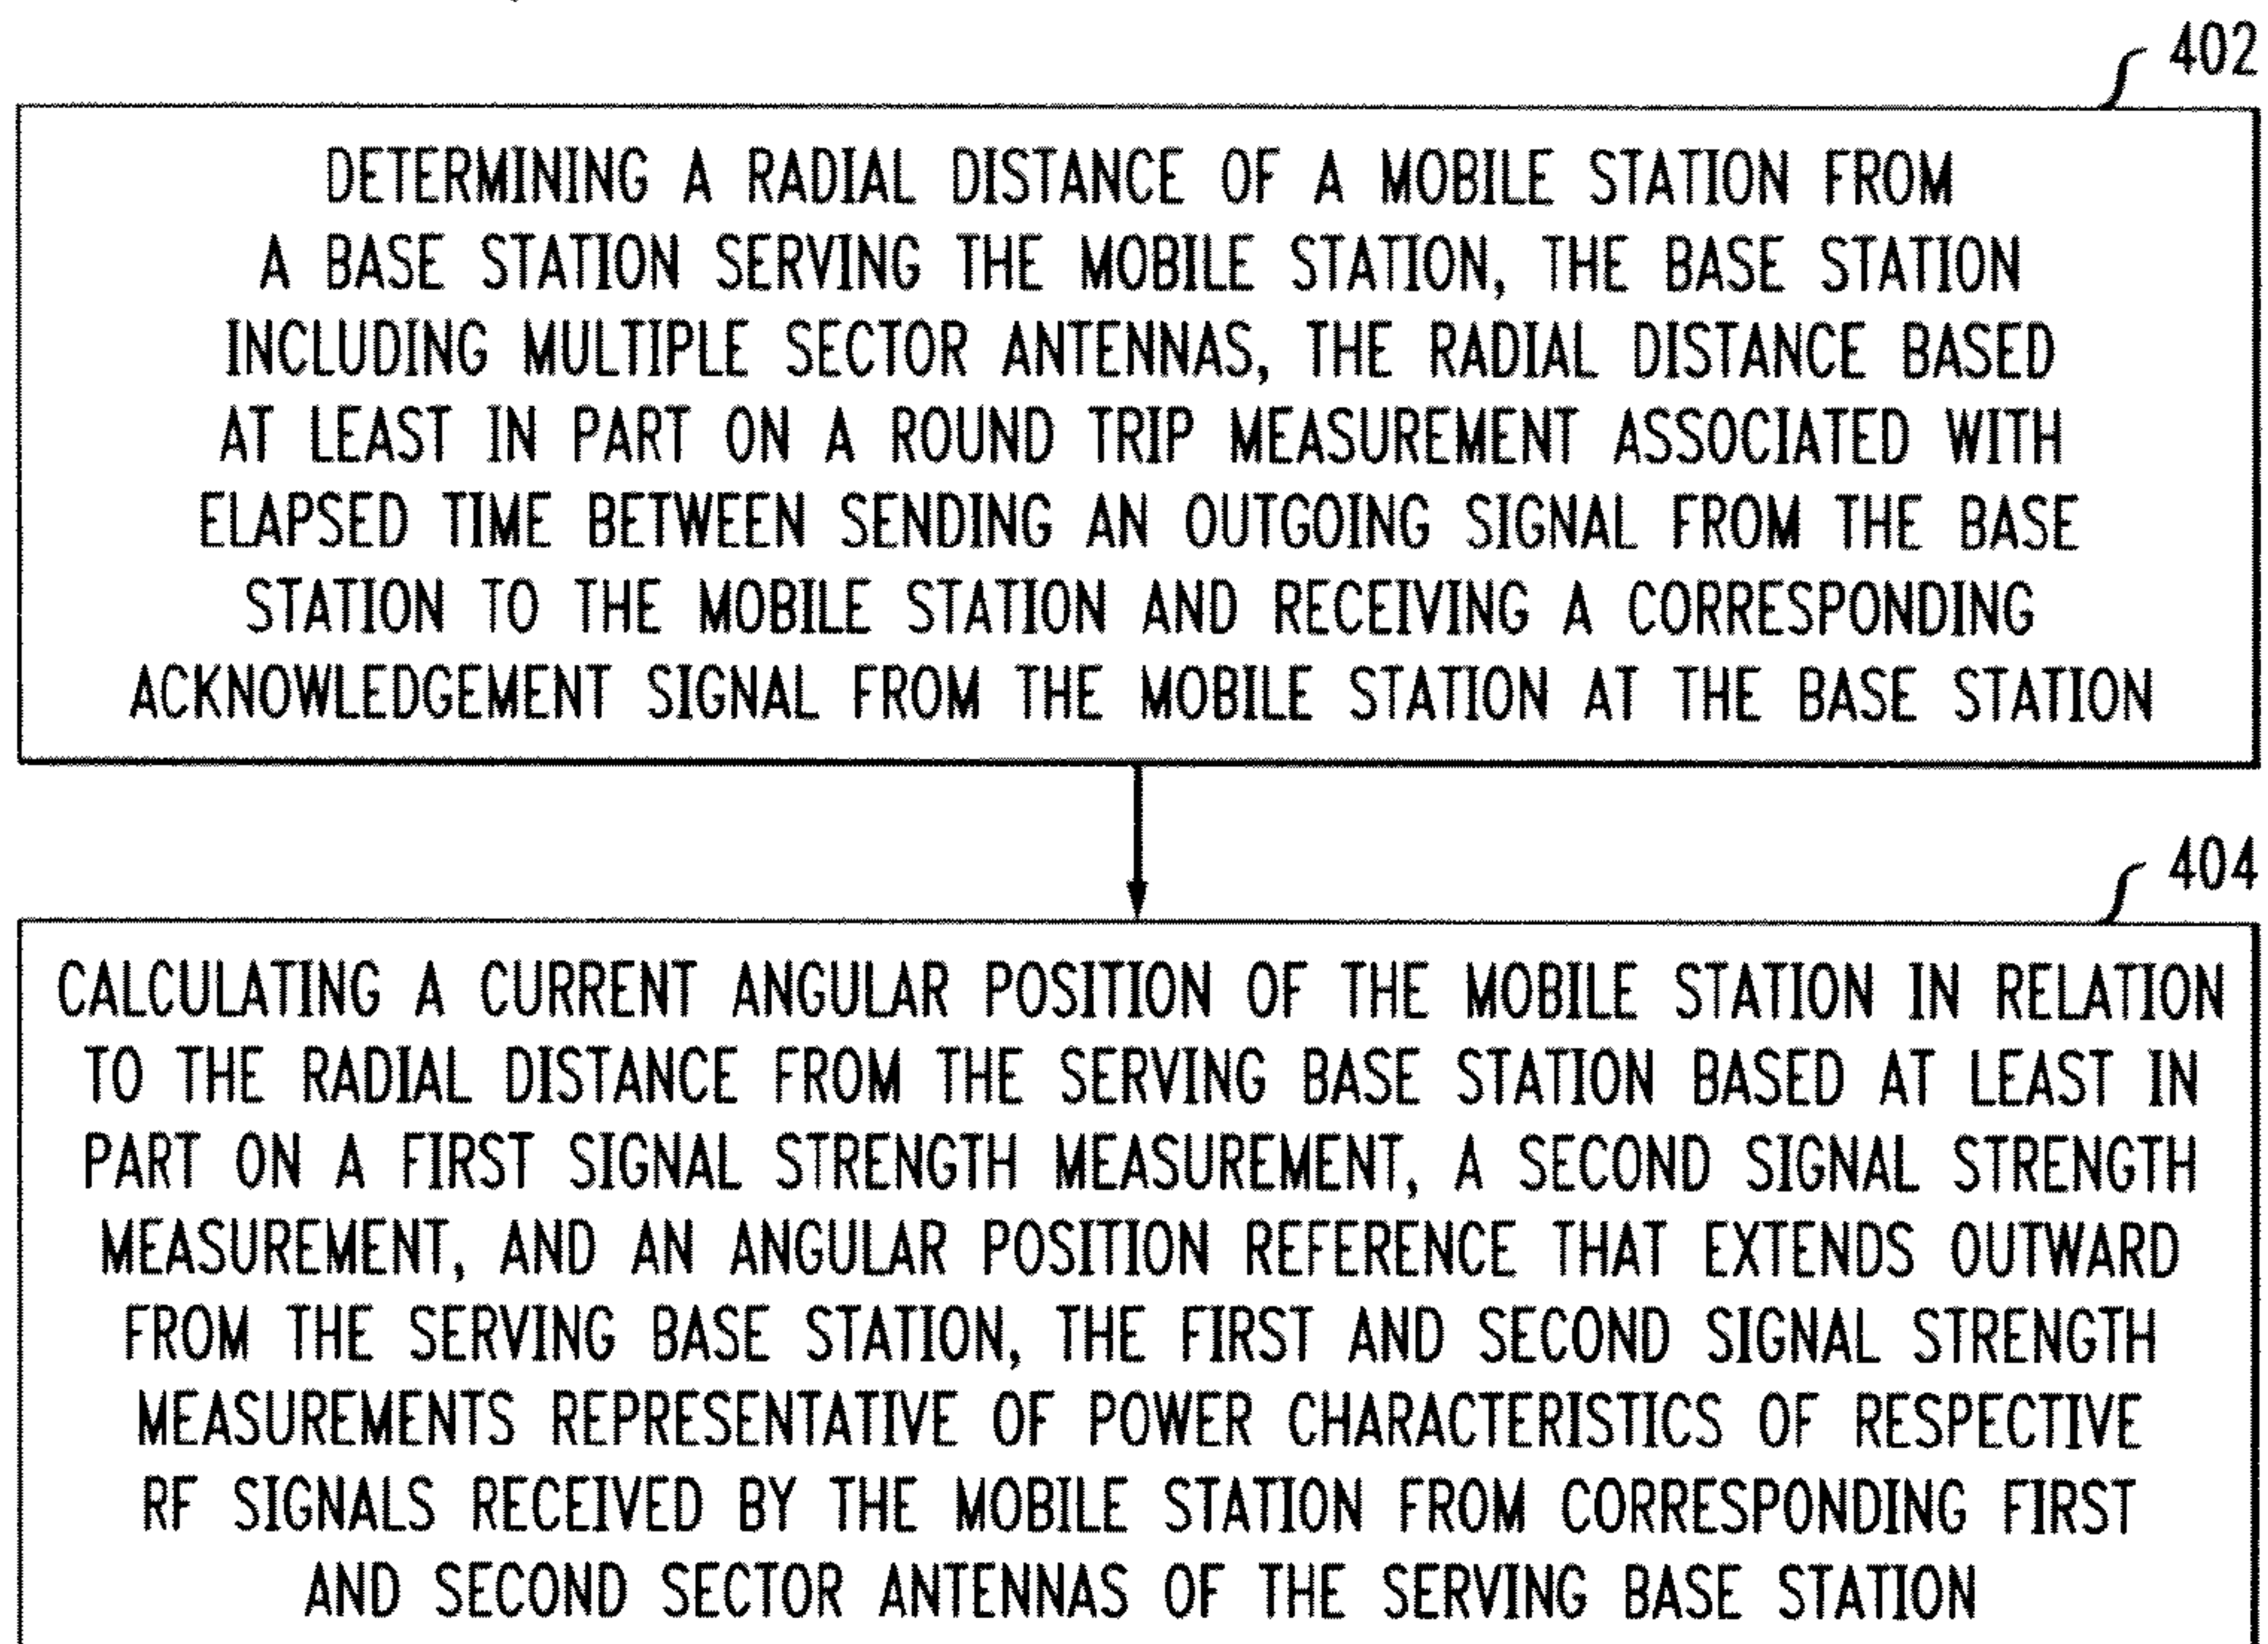 402
DETERMINING A RADIAL DISTANCE OF A MOBILE STATION FROM
A BASE STATION SERVING THE MOBILE STATION, THE BASE STATION
INCLUDING MULTIPLE SECTOR ANTENNAS, THE RADIAL DISTANCE BASED
AT LEAST IN PART ON A ROUND TRIP MEASUREMENT ASSOCIATED WITH
ELAPSED TIME BETWEEN SENDING AN OUTGOING SIGNAL FROM THE BASE
STATION TO THE MOBILE STATION AND RECEIVING A CORRESPONDING
ACKNOWLEDGEMENT SIGNAL FROM THE MOBILE STATION AT THE BASE STATION
404
CALCULATING A CURRENT ANGULAR POSITION OF THE MOBILE STATION IN RELATION
TO THE RADIAL DISTANCE FROM THE SERVING BASE STATION BASED AT LEAST IN
PART ON A FIRST SIGNAL STRENGTH MEASUREMENT, A SECOND SIGNAL STRENGTH
MEASUREMENT, AND AN ANGULAR POSITION REFERENCE THAT EXTENDS OUTWARD
FROM THE SERVING BASE STATION, THE FIRST AND SECOND SIGNAL STRENGTH
MEASUREMENTS REPRESENTATIVE OF POWER CHARACTERISTICS OF RESPECTIVE
RF SIGNALS RECEIVED BY THE MOBILE STATION FROM CORRESPONDING FIRST
AND SECOND SECTOR ANTENNAS OF THE SERVING BASE STATION